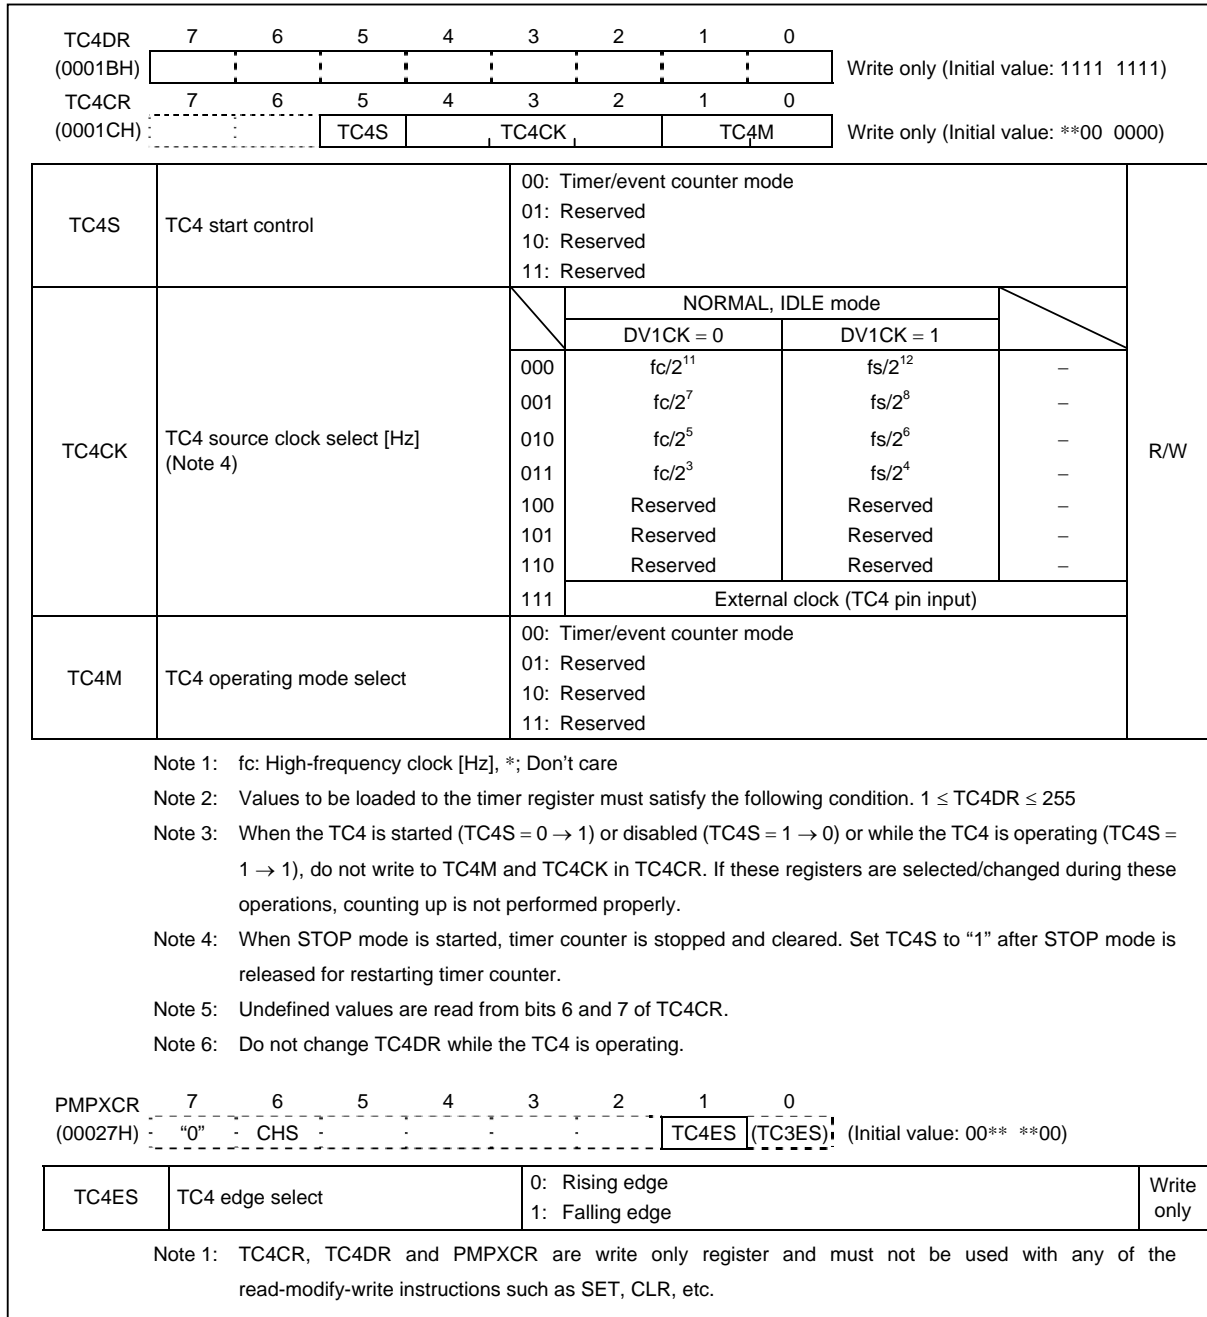 TC4DR 7 6 5 4 3 2 1 0
(0001BH) Write only (Initial value: 1111 1111)
TC4CR 7 6 5 4 3 2 1 0
(0001CH) TC4S TC4CK TC4M Write only (Initial value: **00 0000)
TC4S TC4 start control
00: Timer/event counter mode
01: Reserved
10: Reserved
11: Reserved
TC4CK TC4 source clock select [Hz]
(Note 4)
NORMAL, IDLE mode
DV1CK = 0 DV1CK = 1
000 fc/2^11 fs/2^12 –
001 fc/2^7 fs/2^8 –
010 fc/2^5 fs/2^6 –
011 fc/2^3 fs/2^4 –
100 Reserved Reserved –
101 Reserved Reserved –
110 Reserved Reserved –
111 External clock (TC4 pin input)
R/W
TC4M TC4 operating mode select
00: Timer/event counter mode
01: Reserved
10: Reserved
11: Reserved
Note 1: fc: High-frequency clock [Hz], *; Don't care
Note 2: Values to be loaded to the timer register must satisfy the following condition. 1 ≤ TC4DR ≤ 255
Note 3: When the TC4 is started (TC4S = 0 → 1) or disabled (TC4S = 1 → 0) or while the TC4 is operating (TC4S =
1 → 1), do not write to TC4M and TC4CK in TC4CR. If these registers are selected/changed during these
operations, counting up is not performed properly.
Note 4: When STOP mode is started, timer counter is stopped and cleared. Set TC4S to “1” after STOP mode is
released for restarting timer counter.
Note 5: Undefined values are read from bits 6 and 7 of TC4CR.
Note 6: Do not change TC4DR while the TC4 is operating.
PMPXCR 7 6 5 4 3 2 1 0
(00027H) “0” CHS TC4ES (TC3ES) (Initial value: 00** **00)
TC4ES TC4 edge select
0: Rising edge
1: Falling edge
Write
only
Note 1: TC4CR, TC4DR and PMPXCR are write only register and must not be used with any of the
read-modify-write instructions such as SET, CLR, etc.